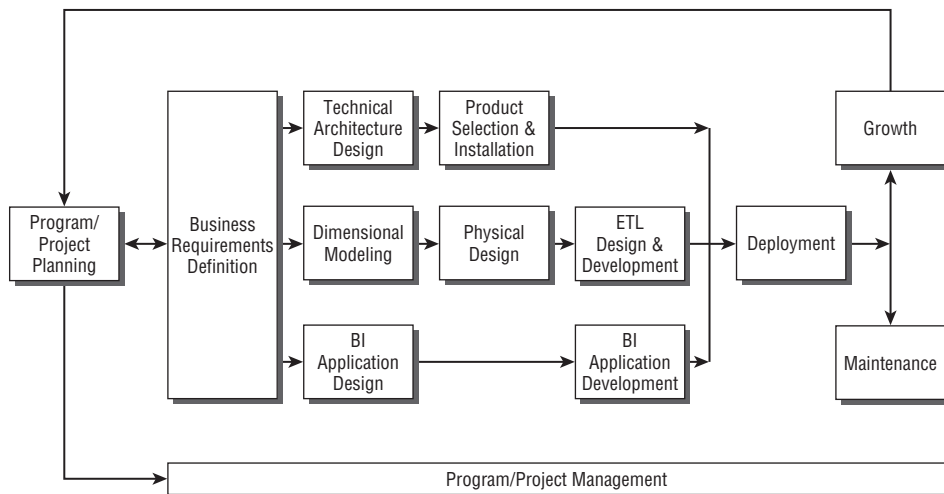 Technical
Architecture
Design
Product
Selection &
Installation
Growth
Program/
Project
Planning
Business
Requirements
Definition
Dimensional
Modeling
Physical
Design
ETL
Design &
Development
Deployment
BI
Application
Design
BI
Application
Development
Maintenance
Program/Project Management